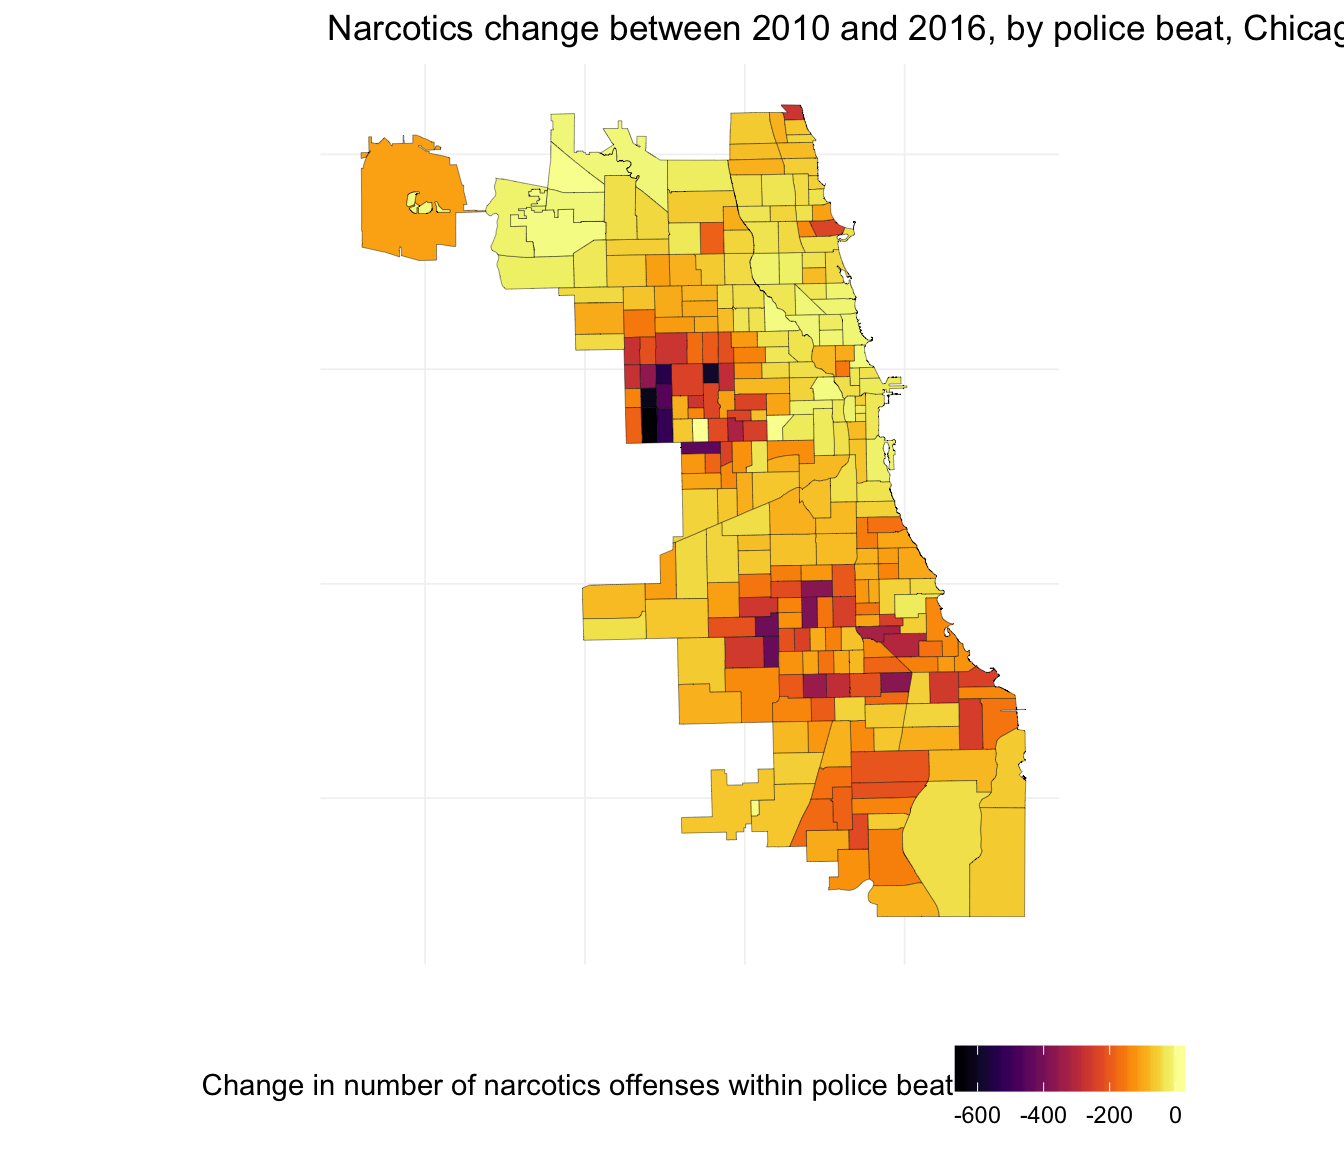 Narcotics change between 2010 and 2016, by police beat, Chicag
Change in number of narcotics offenses within police beat
-600 -400 -200 0